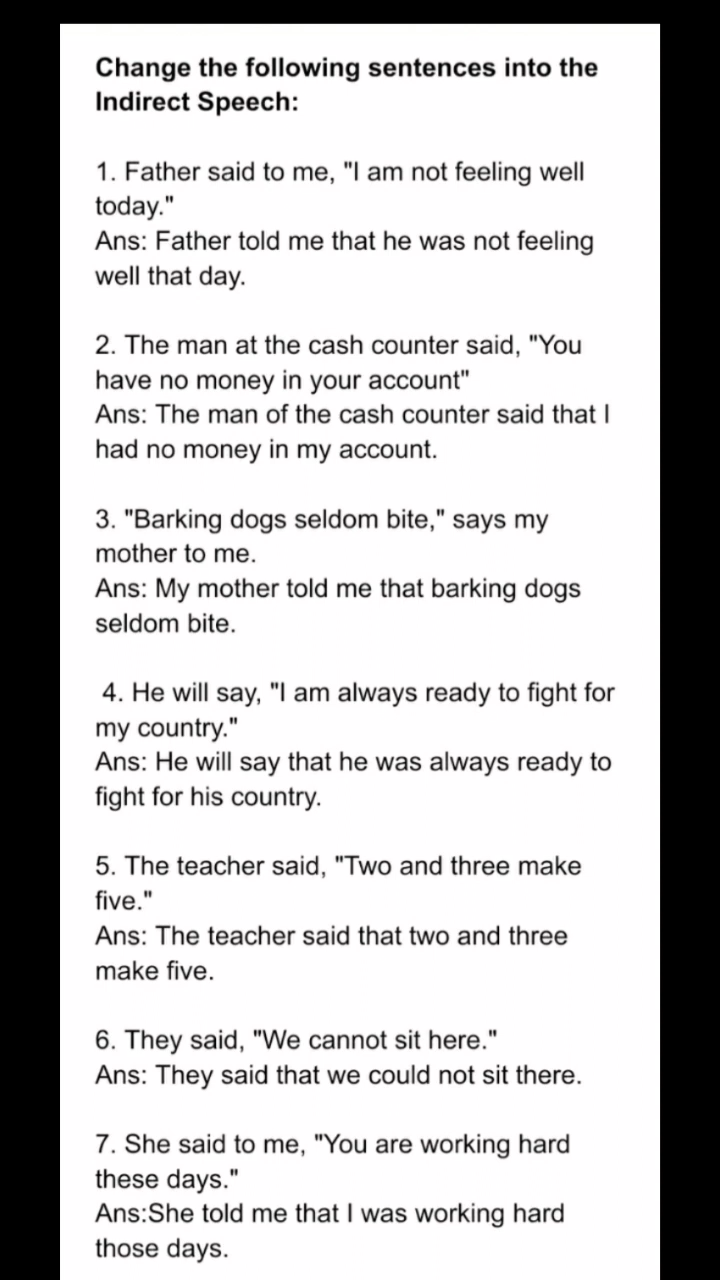 Change the following sentences into the
Indirect Speech:
1. Father said to me, "I am not feeling well
today."
Ans: Father told me that he was not feeling
well that day.
2. The man at the cash counter said, "You
have no money in your account"
Ans: The man of the cash counter said that I
had no money in my account.
3. "Barking dogs seldom bite," says my
mother to me.
Ans: My mother told me that barking dogs
seldom bite.
4. He will say, "I am always ready to fight for
my country."
Ans: He will say that he was always ready to
fight for his country.
5. The teacher said, "Two and three make
five."
Ans: The teacher said that two and three
make five.
6. They said, "We cannot sit here."
Ans: They said that we could not sit there.
7. She said to me, "You are working hard
these days."
Ans:She told me that I was working hard
those days.